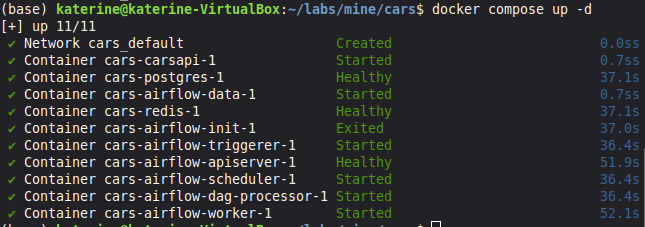 (base) katerine@katerine-VirtualBox:~/labs/mine/cars$ docker compose up -d
[+] up 11/11
✔ Network cars_default Created 0.0ss
✔ Container cars-carsapi-1 Started 0.7ss
✔ Container cars-postgres-1 Healthy 37.1s
✔ Container cars-airflow-data-1 Started 0.7ss
✔ Container cars-redis-1 Healthy 37.1s
✔ Container cars-airflow-init-1 Exited 37.0s
✔ Container cars-airflow-triggerer-1 Started 36.4s
✔ Container cars-airflow-apiserver-1 Healthy 51.9s
✔ Container cars-airflow-scheduler-1 Started 36.4s
✔ Container cars-airflow-dag-processor-1 Started 36.4s
✔ Container cars-airflow-worker-1 Started 52.1s